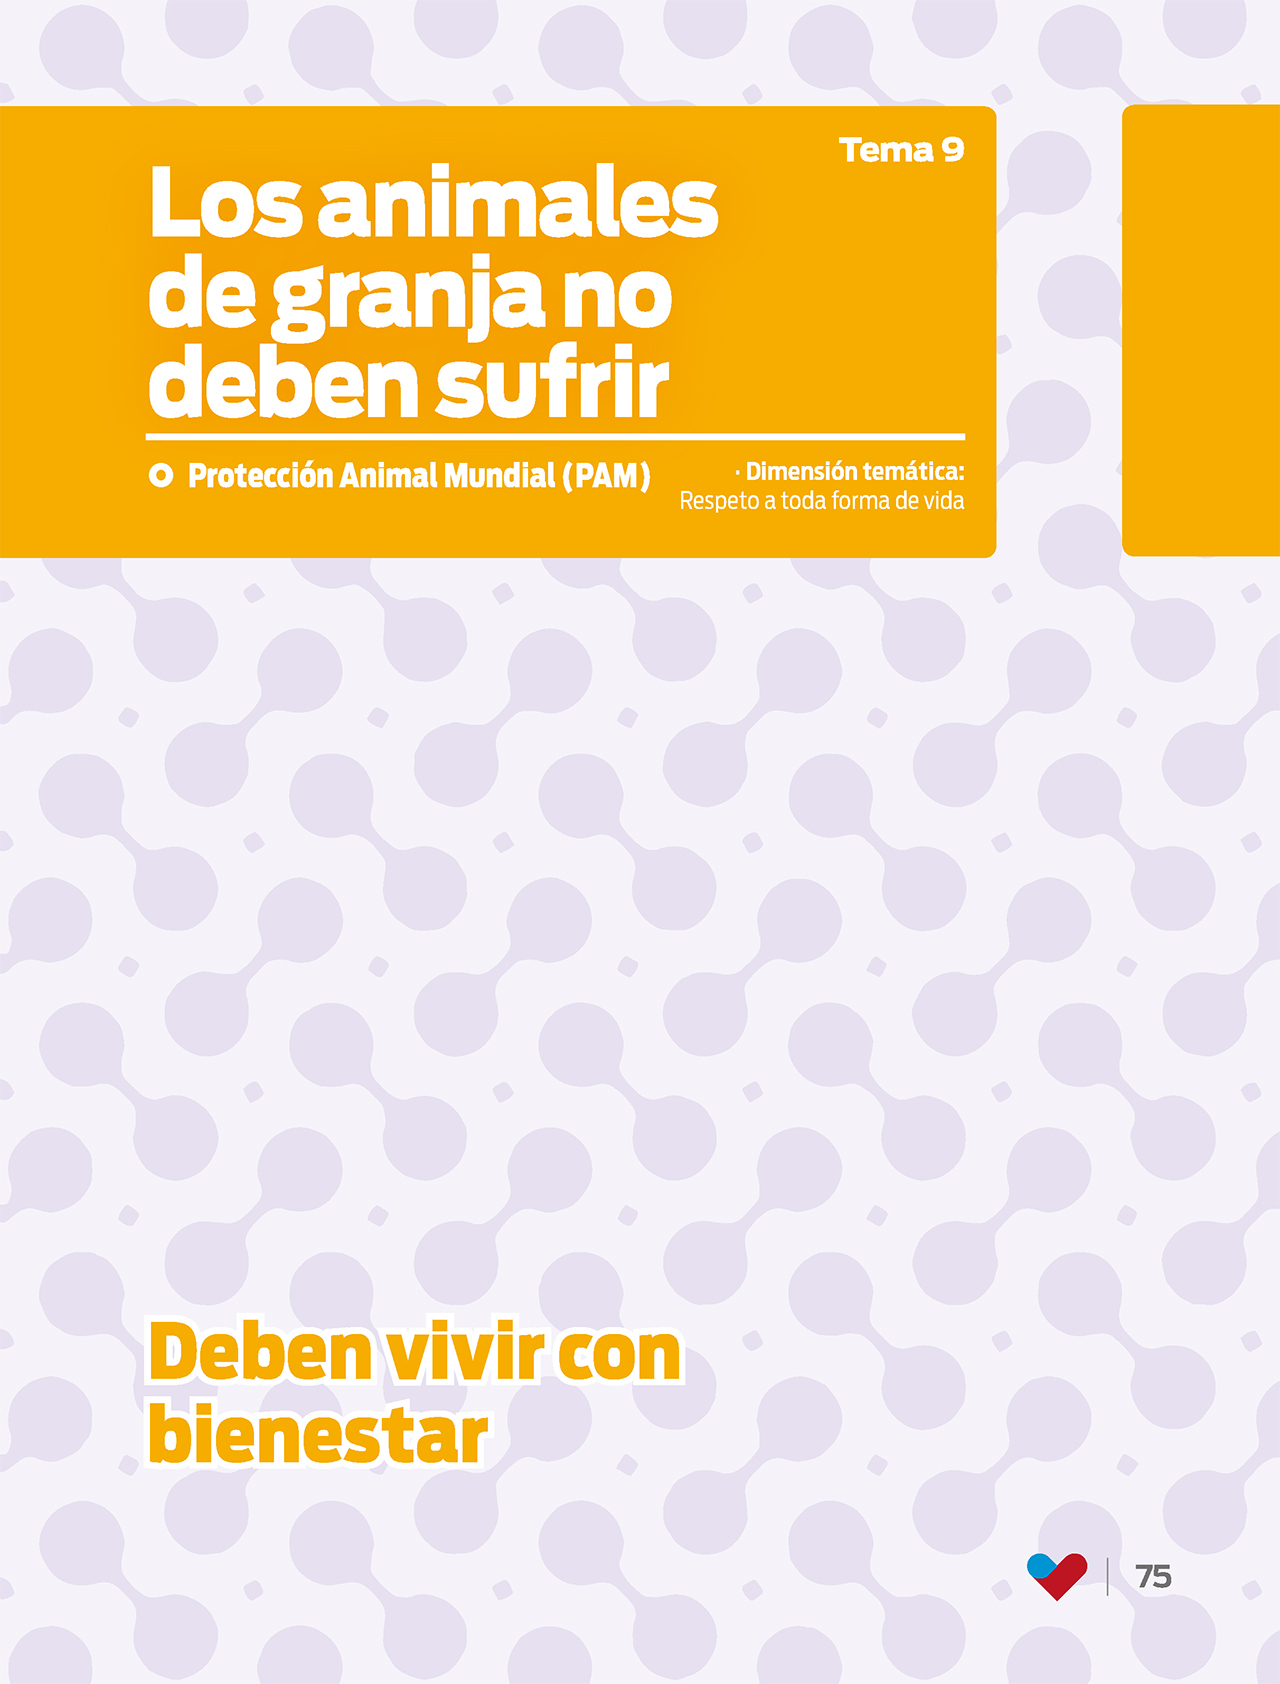 Tema 9
Los animales
de granja no
deben sufrir
Protección Animal Mundial (PAM)
· Dimensión temática:
Respeto a toda forma de vida
Deben vivir con
bienestar
75